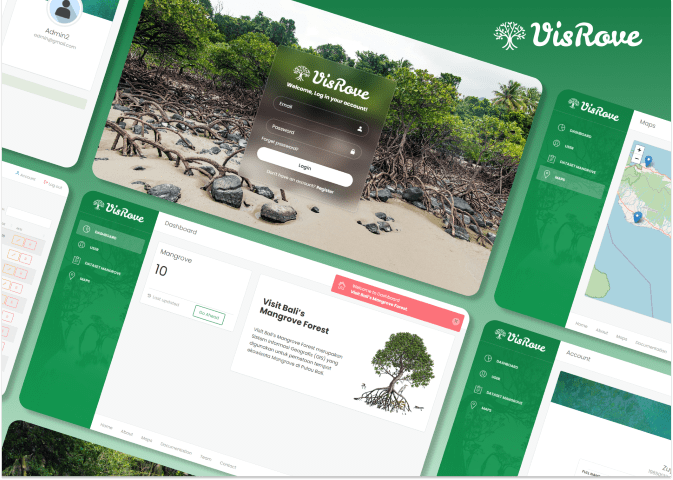 VisRove
Admin2
admin@gmail.com
VisRove
Welcome, Log in your account!
Email
Password
Forget password?
Login
Don't have an account? Register
VisRove
DASHBOARD
USER
DATASET MANGROVE
MAPS
Maps
+
−
Home
About
Maps
Documentation
Account
Log out
VisRove
DASHBOARD
USER
DATASET MANGROVE
MAPS
Dashboard
Mangrove
10
Last updated
Go Ahead
Welcome to Dashboard
Visit Bali's Mangrove Forest.
Visit Bali's
Mangrove Forest
Visit Bali's Mangrove Forest merupakan
Sistem Informasi Geografis (GIS) yang
digunakan untuk pemetaan tempat
ekowisata Mangrove di Pulau Bali.
Home
About
Maps
Documentation
Team
Contact
VisRove
DASHBOARD
USER
DATASET MANGROVE
MAPS
Account